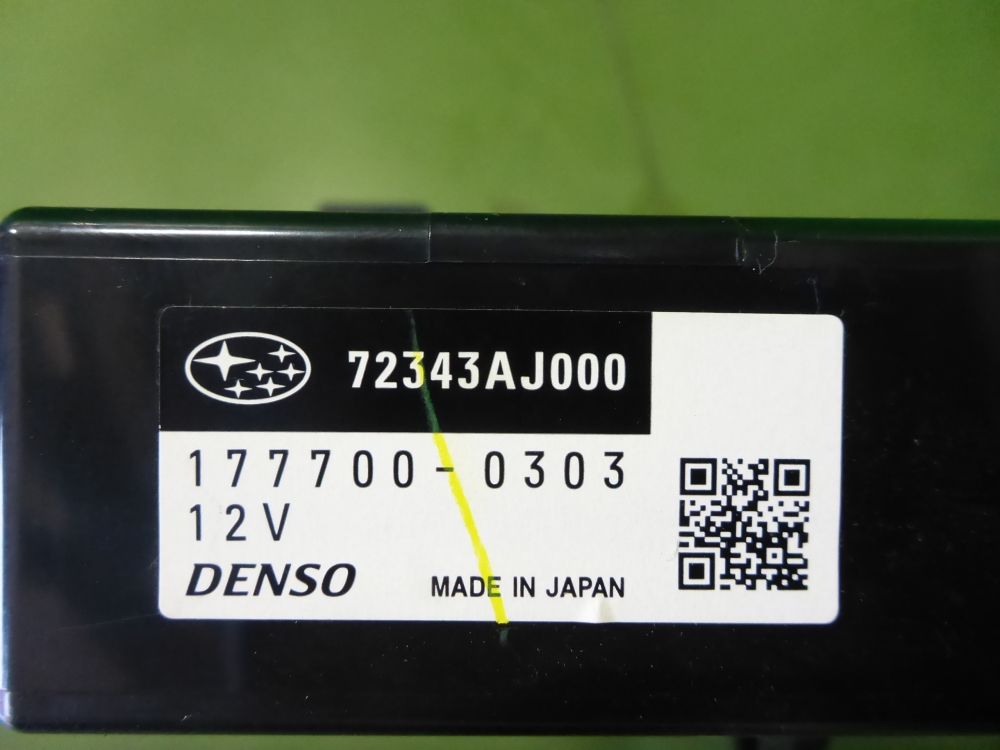 72343AJ000
177700-0303
12V
DENSO
MADE IN JAPAN